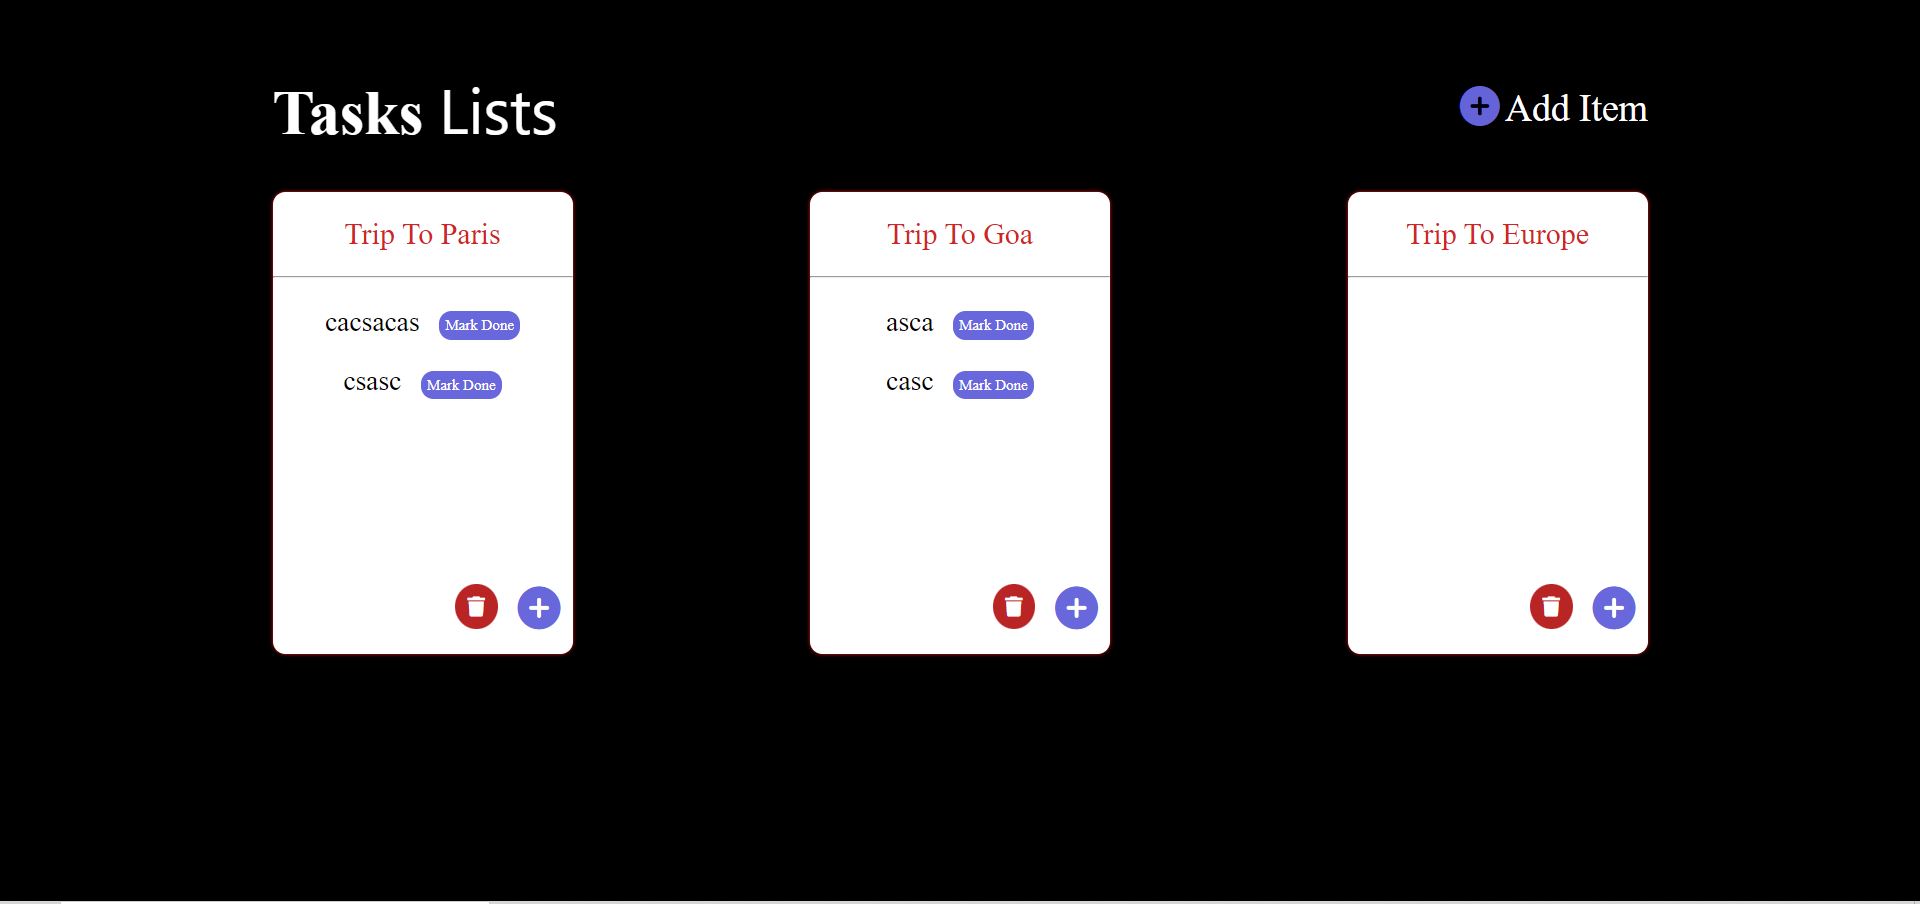 Tasks Lists
Add Item
Trip To Paris
cacsacas Mark Done
csasc Mark Done
Trip To Goa
asca Mark Done
casc Mark Done
Trip To Europe